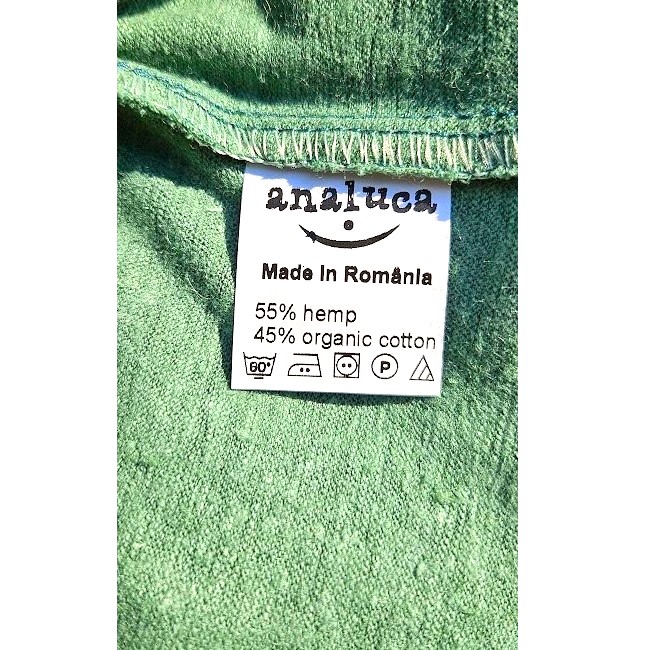 analuca
Made in România
55% hemp
45% organic cotton
60° P